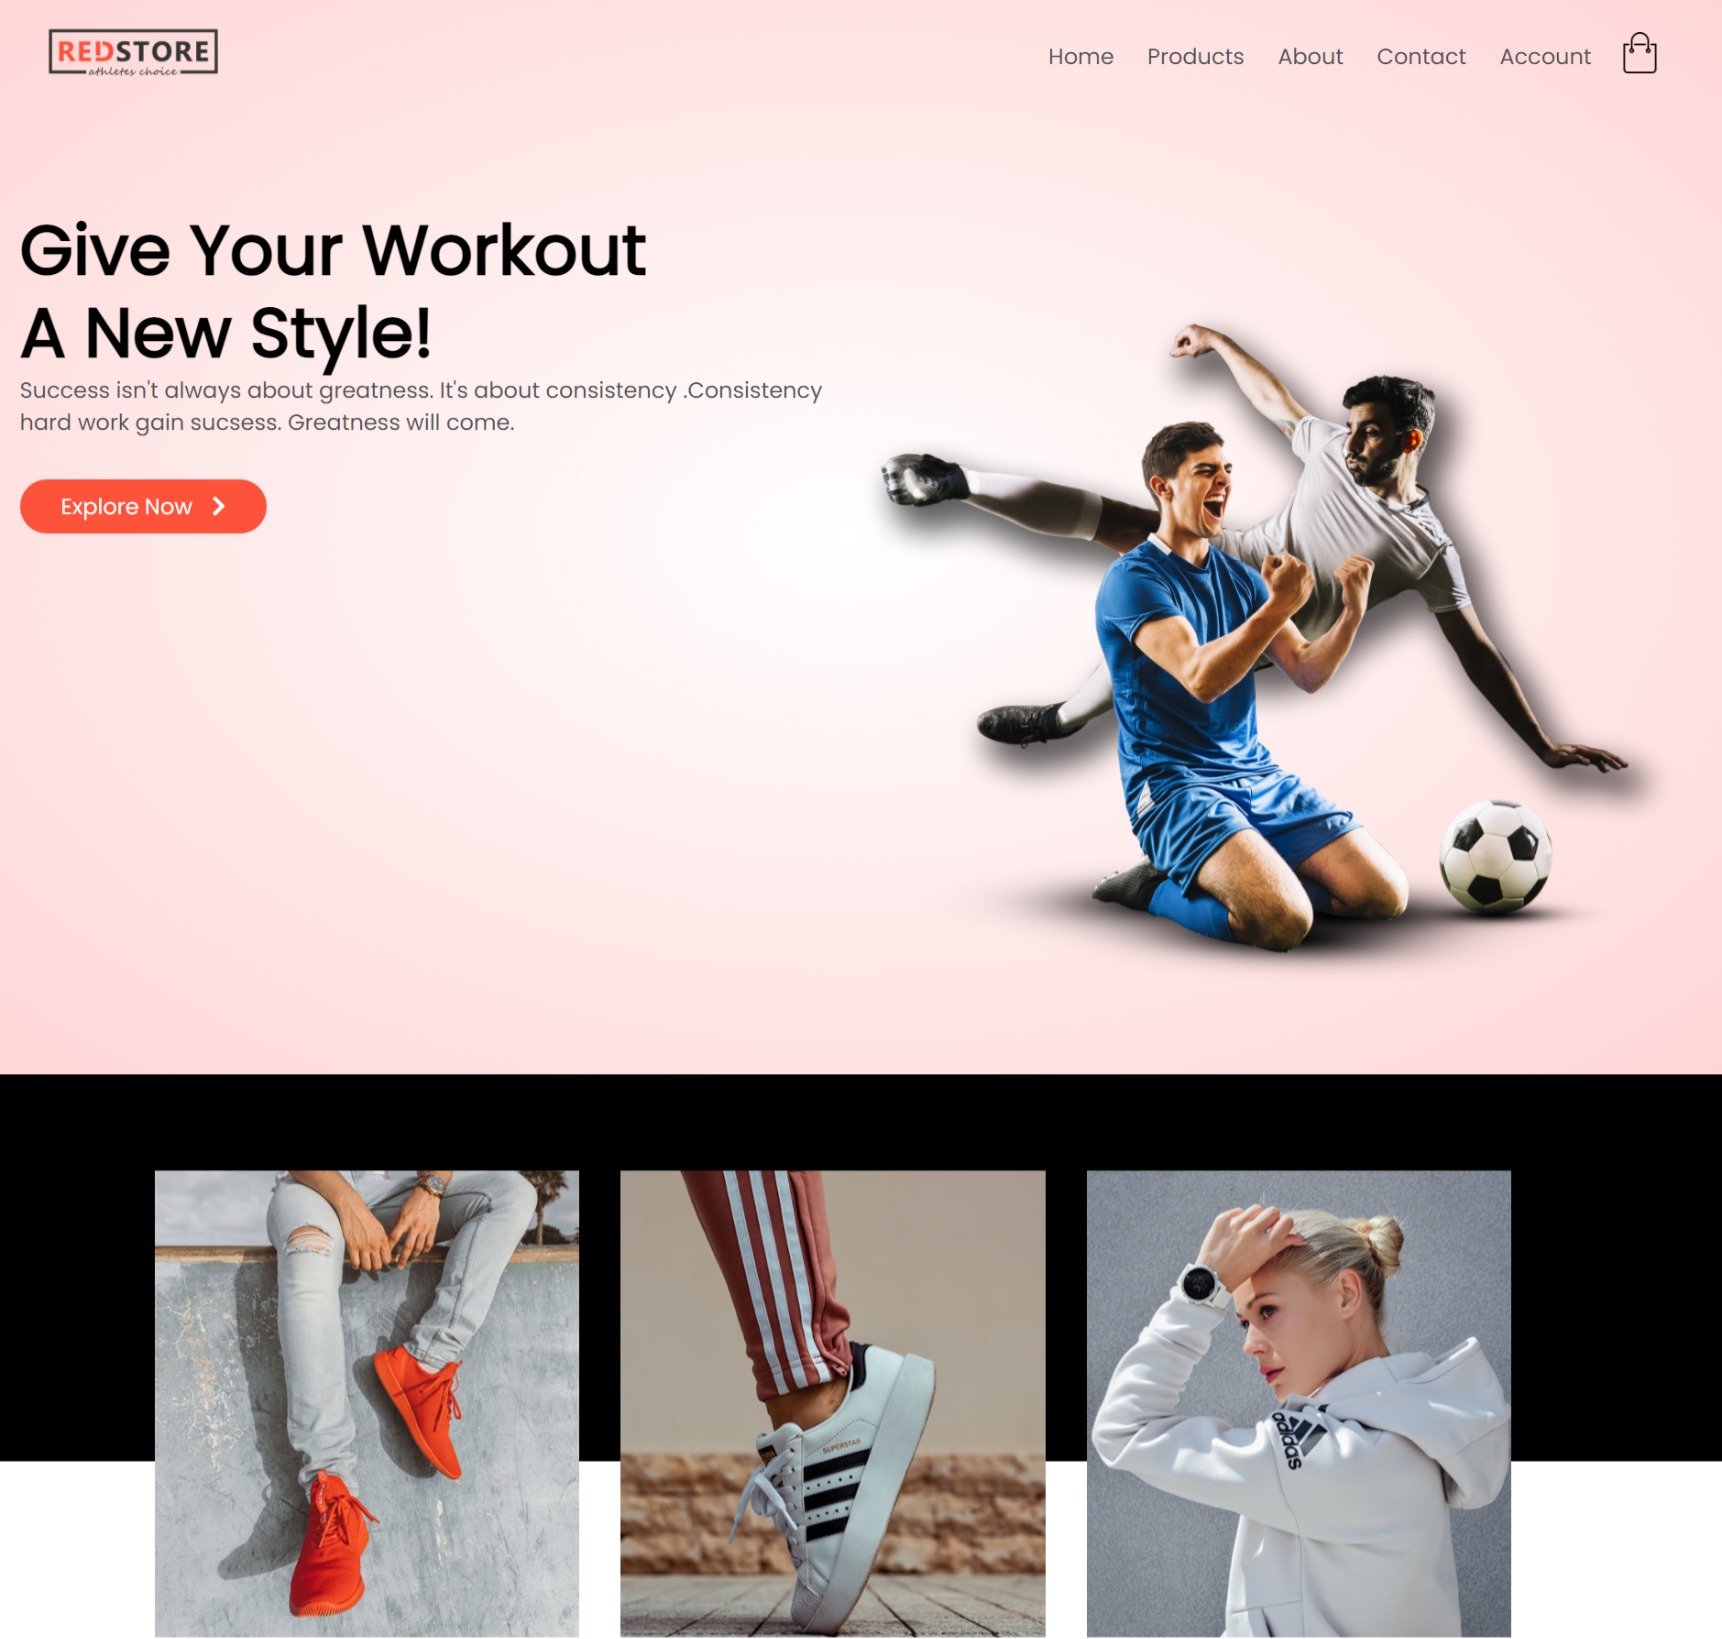 REDSTORE
athletes choice
Home Products About Contact Account
Give Your Workout
A New Style!
Success isn't always about greatness. It's about consistency .Consistency
hard work gain sucsess. Greatness will come.
Explore Now
SUPERSTAR
adidas